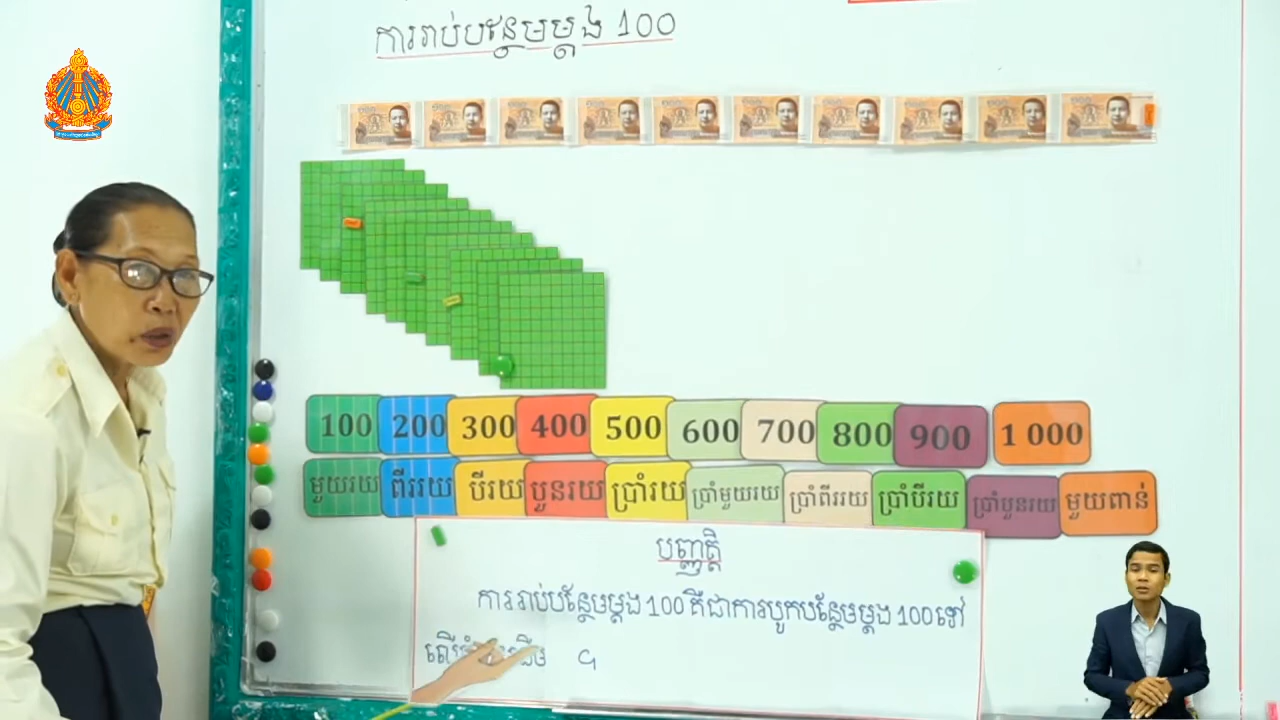 ការរាប់បន្ថែមម្ដង 100
100 200 300 400 500 600 700 800 900 1 000
មួយរយ ពីររយ បីរយ បួនរយ ប្រាំរយ ប្រាំមួយរយ ប្រាំពីររយ ប្រាំបីរយ ប្រាំបួនរយ មួយពាន់
បញ្ញត្តិ
ការរាប់បន្ថែមម្ដង 100 គឺជាការបូកបន្ថែមម្ដង 100 ទៅ
លើ ។